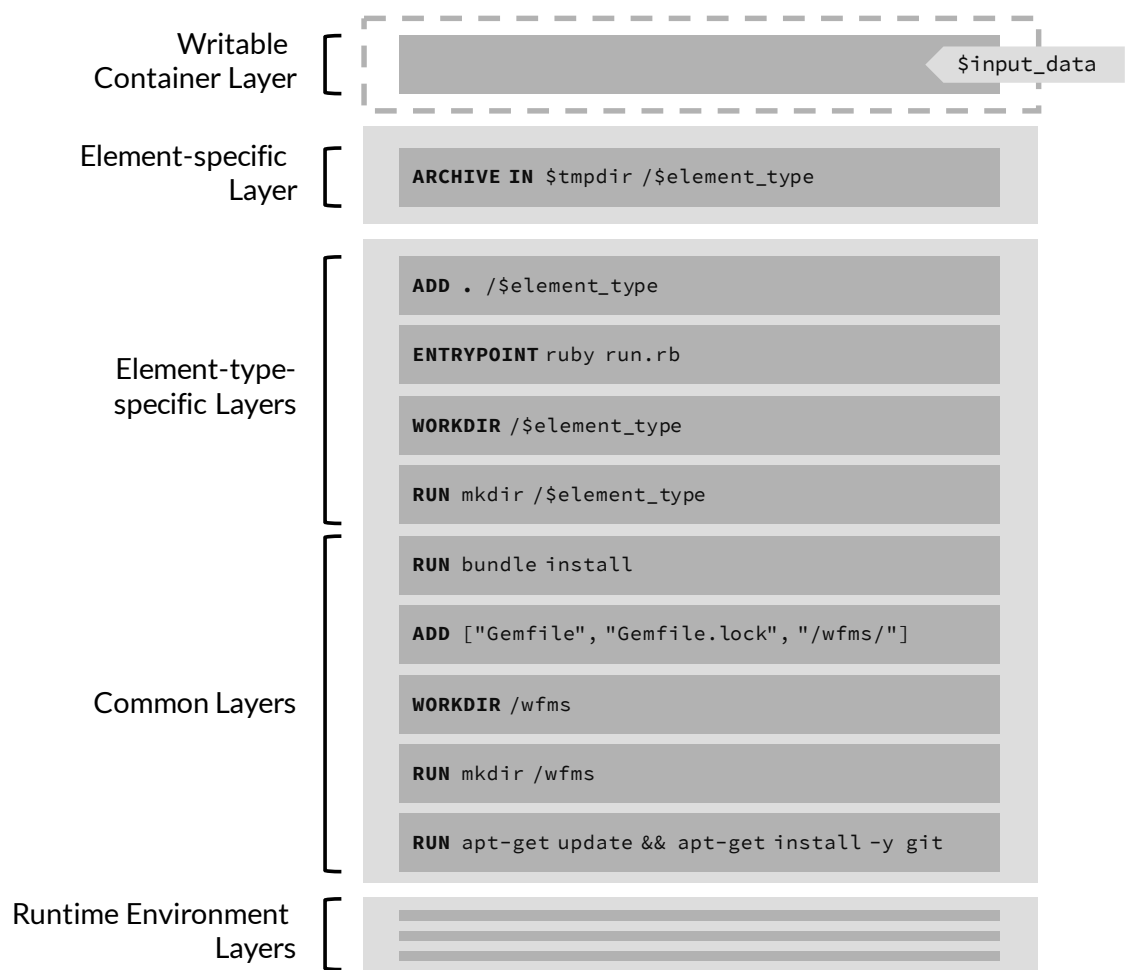 Writable
Container Layer
$input_data
Element-specific
Layer
ARCHIVE IN $tmpdir /$element_type
Element-type-
specific Layers
ADD . /$element_type
ENTRYPOINT ruby run.rb
WORKDIR /$element_type
RUN mkdir /$element_type
Common Layers
RUN bundle install
ADD ["Gemfile", "Gemfile.lock", "/wfms/"]
WORKDIR /wfms
RUN mkdir /wfms
RUN apt-get update && apt-get install -y git
Runtime Environment
Layers